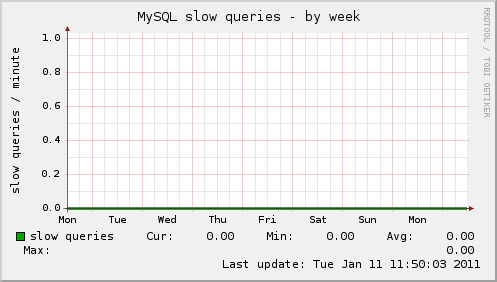 MySQL slow queries - by week
RRDTOOL / TOBI OETIKER
slow queries / minute
1.0
0.8
0.6
0.4
0.2
0.0
Mon Tue Wed Thu Fri Sat Sun Mon
slow queries Cur: 0.00 Min: 0.00 Avg: 0.00
Max: 0.00
Last update: Tue Jan 11 11:50:03 2011